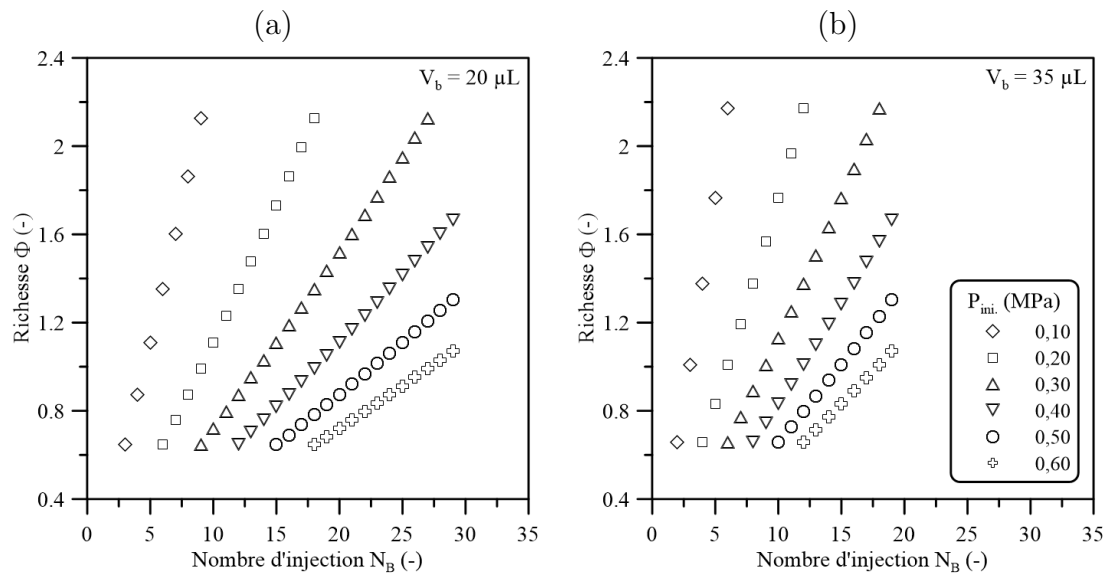 (a)
V_b = 20 µL
2.4
2
1.6
1.2
0.8
0.4
Richesse Φ (-)
0 5 10 15 20 25 30 35
Nombre d'injection N_B (-)
(b)
V_b = 35 µL
2.4
2
1.6
1.2
0.8
0.4
Richesse Φ (-)
0 5 10 15 20 25 30 35
Nombre d'injection N_B (-)
P_ini. (MPa)
0,10
0,20
0,30
0,40
0,50
0,60